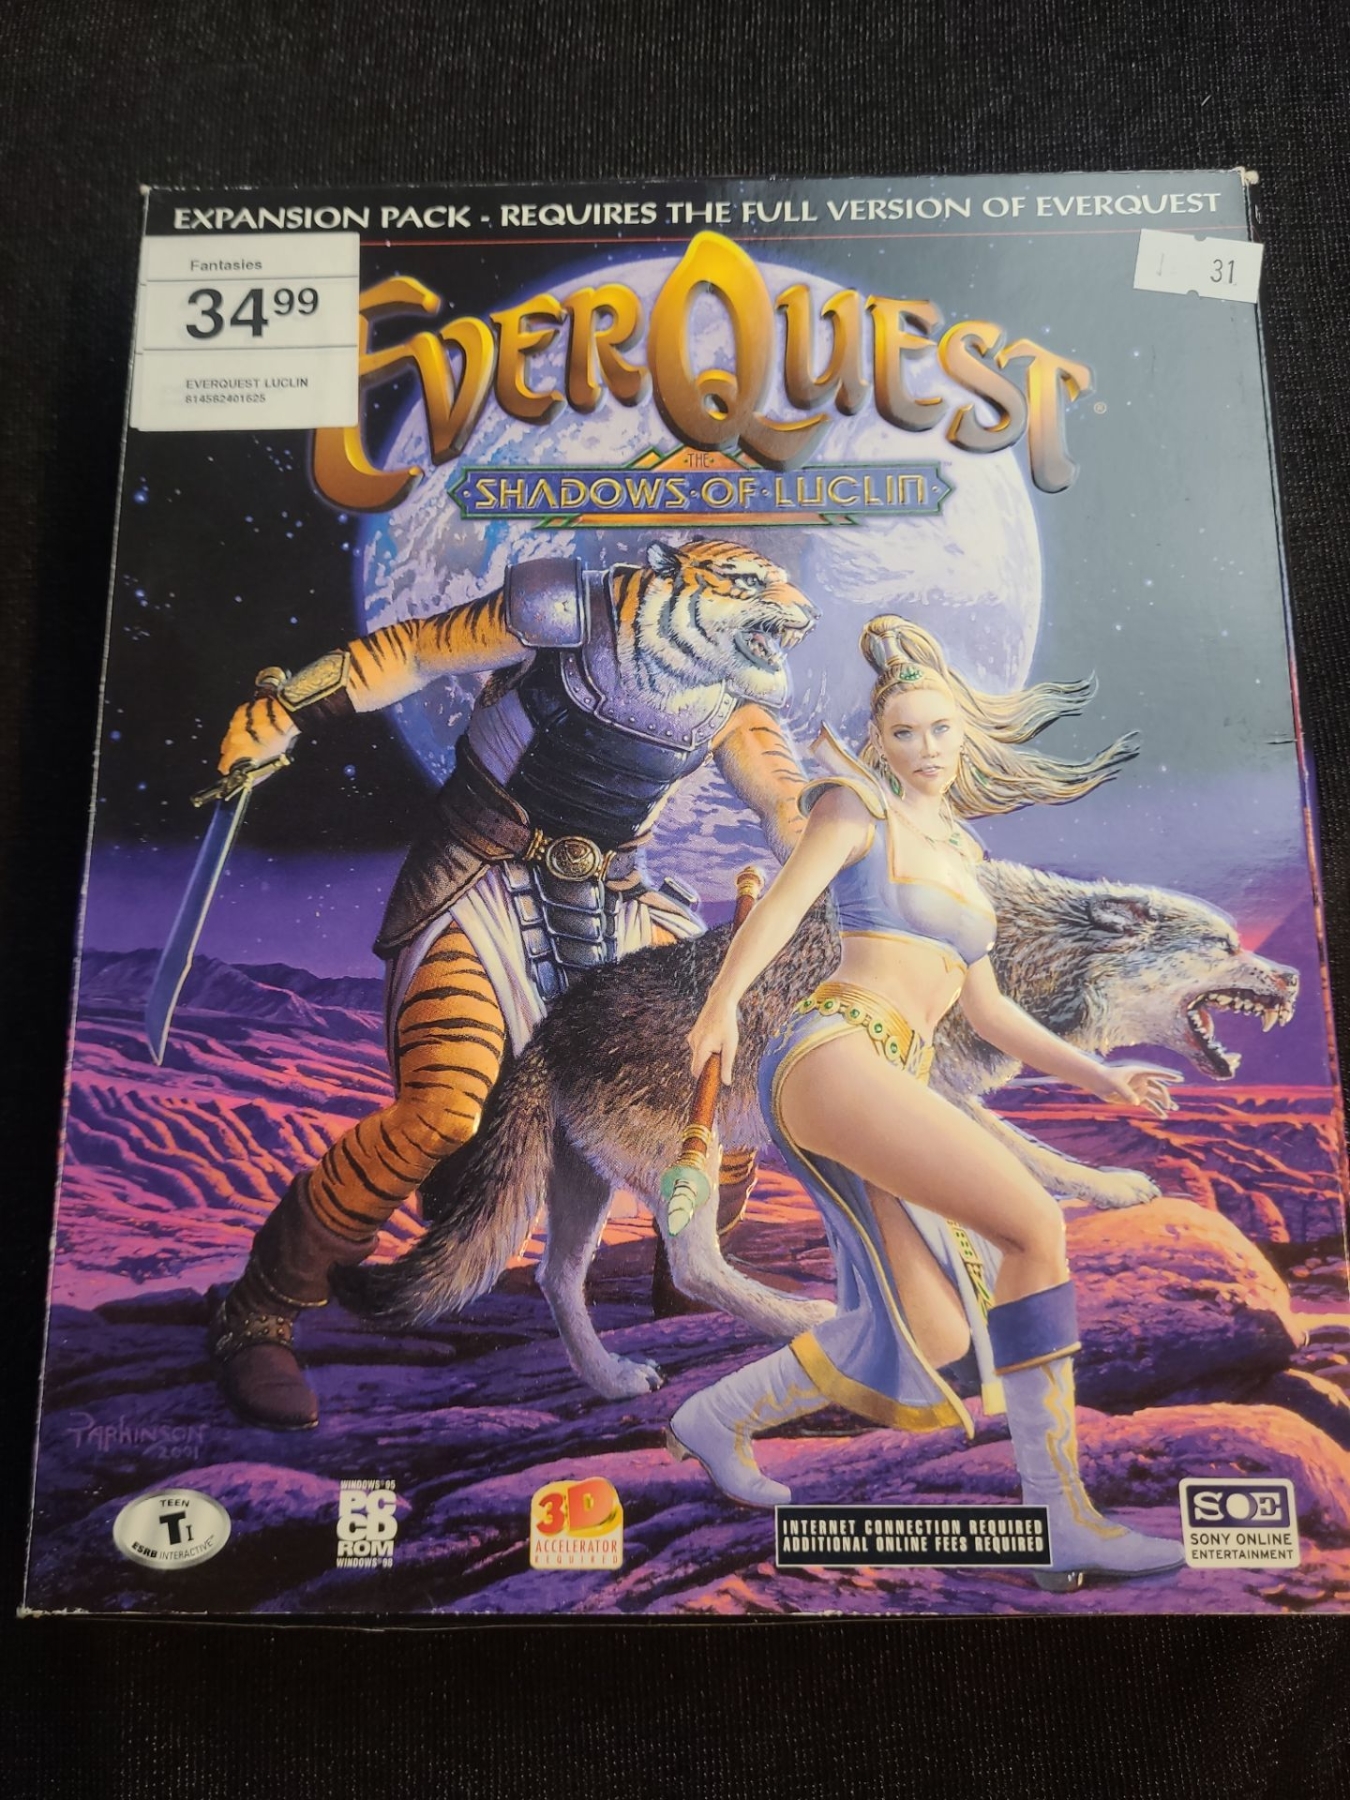 EXPANSION PACK - REQUIRES THE FULL VERSION OF EVERQUEST
Fantasies
34⁹⁹
EVERQUEST LUCLIN
814582401625
31
EVERQUEST®
·THE·
·SHADOWS·OF·LUCLIN·
PARKINSON
2001
TEEN
T
ESRB INTERACTIVE
WINDOWS® 95
PC
CD
ROM
WINDOWS® 98
3D
ACCELERATOR
REQUIRED
INTERNET CONNECTION REQUIRED
ADDITIONAL ONLINE FEES REQUIRED
SOE
SONY ONLINE
ENTERTAINMENT